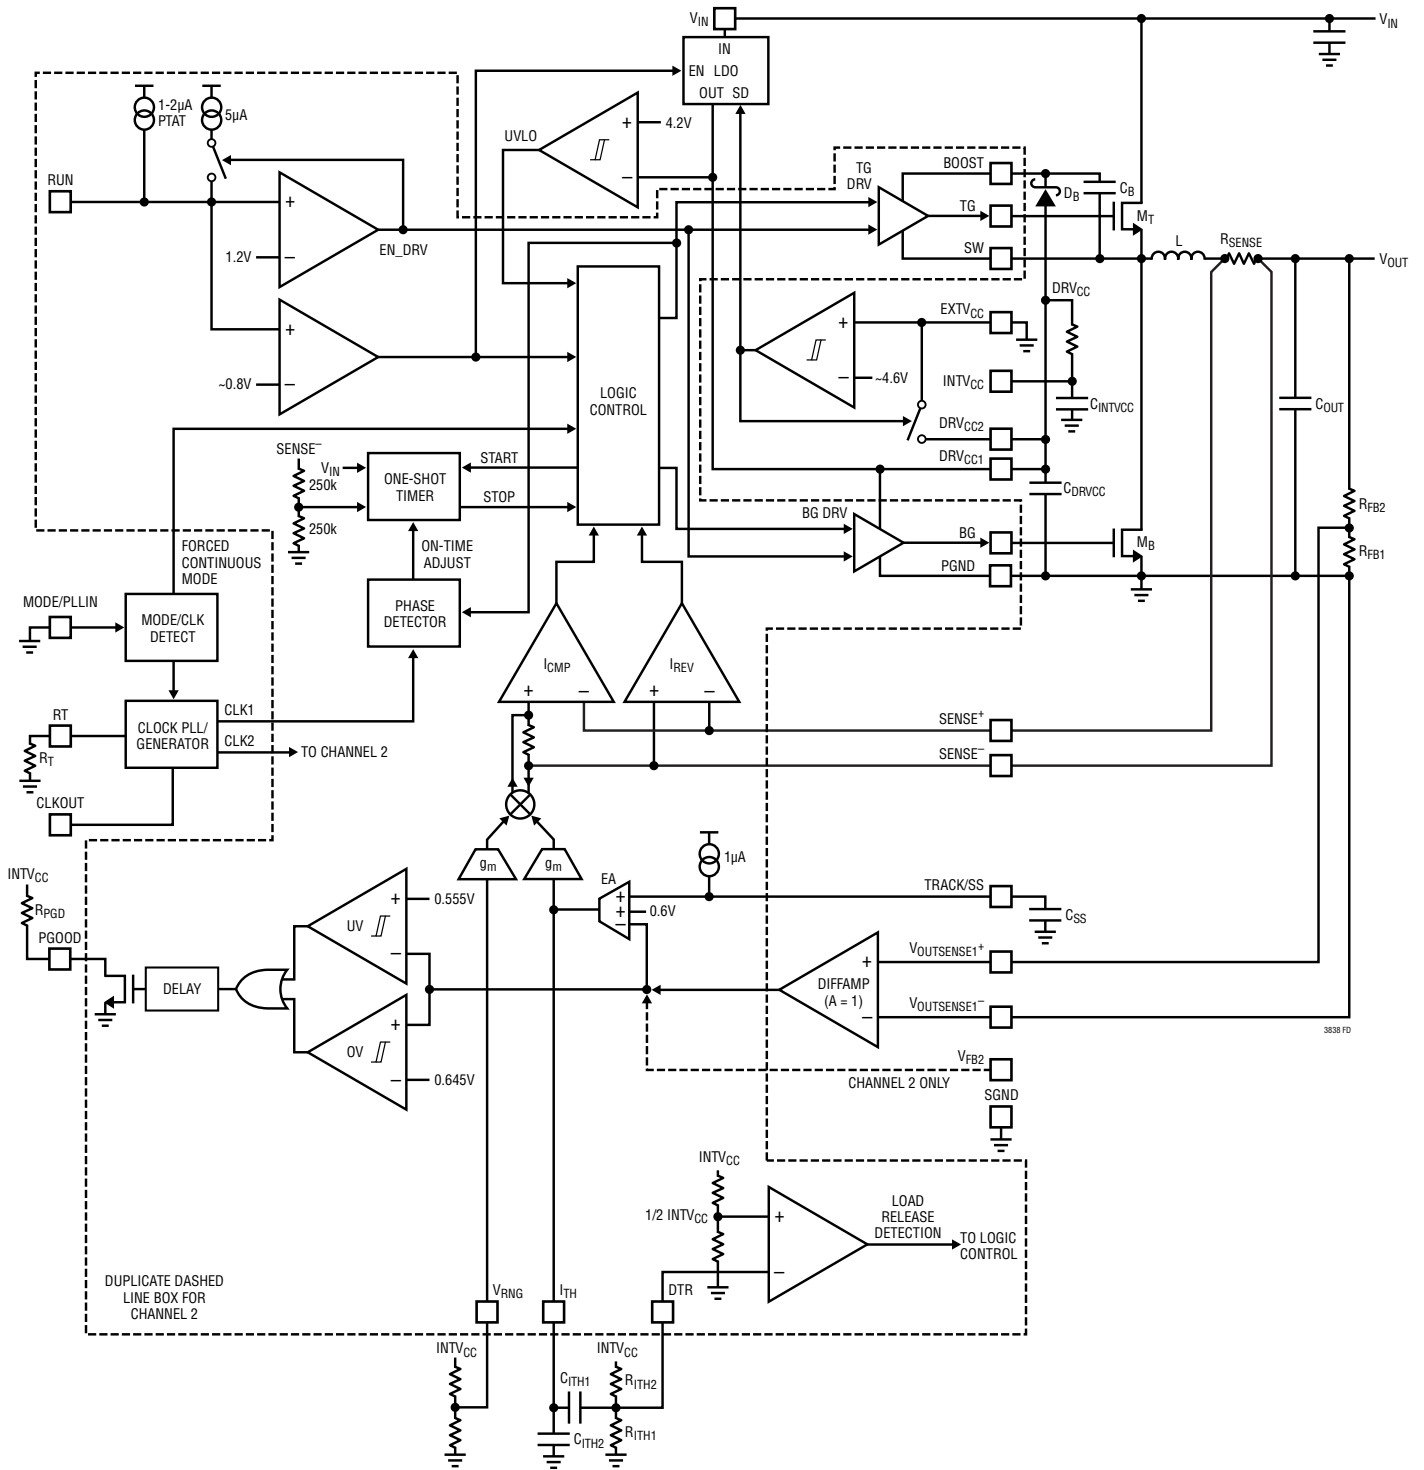 VIN
VIN
IN
EN LDO
OUT SD
1-2µA
PTAT
5µA
UVLO
+
4.2V
–
RUN
+
1.2V
–
EN_DRV
TG
DRV
BOOST
TG
SW
DB
CB
MT
L
RSENSE
VOUT
+
~0.8V
–
LOGIC
CONTROL
+
–
~4.6V
EXTVCC
DRVCC
INTVCC
CINTVCC
DRVCC2
DRVCC1
CDRVCC
COUT
SENSE–
VIN
250k
250k
ONE-SHOT
TIMER
START
STOP
ON-TIME
ADJUST
BG DRV
BG
PGND
MB
RFB2
RFB1
FORCED
CONTINUOUS
MODE
MODE/PLLIN
MODE/CLK
DETECT
PHASE
DETECTOR
ICMP
+ –
IREV
+ –
RT
RT
CLOCK PLL/
GENERATOR
CLK1
CLK2
TO CHANNEL 2
CLKOUT
SENSE+
SENSE–
gm
gm
1µA
EA
+
+
–
0.6V
TRACK/SS
CSS
INTVCC
RPGD
PGOOD
DELAY
UV
+
0.555V
–
OV
+
–
0.645V
DIFFAMP
(A = 1)
+
–
VOUTSENSE1+
VOUTSENSE1–
3838 FD
VFB2
CHANNEL 2 ONLY
SGND
INTVCC
1/2 INTVCC
+
–
LOAD
RELEASE
DETECTION
TO LOGIC
CONTROL
DUPLICATE DASHED
LINE BOX FOR
CHANNEL 2
VRNG
ITH
DTR
INTVCC
CITH1
CITH2
INTVCC
RITH2
RITH1